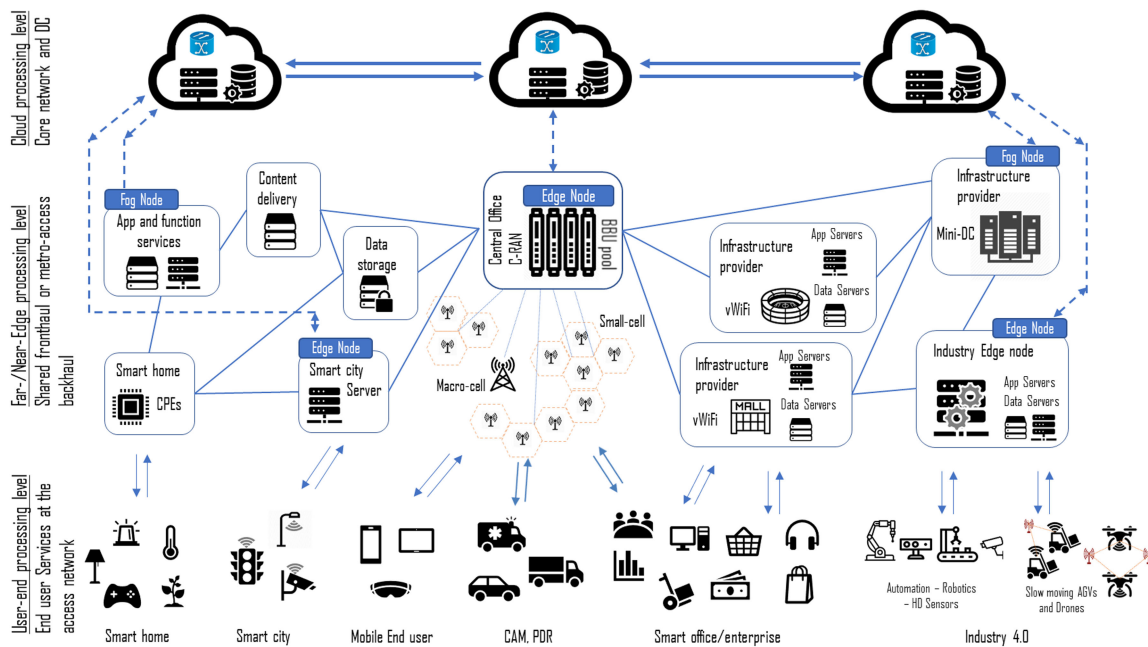 Cloud processing level
Core network and DC
Fog Node
App and function
services
Content
delivery
Data
storage
Central Office
C-RAN
Edge Node
BBU pool
Infrastructure
provider
App Servers
vWiFi
Data Servers
Fog Node
Infrastructure
provider
Mini-DC
Far-/Near-Edge processing level
Shared fronthaul or metro-access
backhaul
Smart home
CPEs
Edge Node
Smart city
Server
Macro-cell
Small-cell
Infrastructure
provider
App Servers
vWiFi
MALL
Data Servers
Edge Node
Industry Edge node
App Servers
Data Servers
User-end processing level
End user Services at the
access network
Automation – Robotics
– HD Sensors
Slow moving AGVs
and Drones
Smart home
Smart city
Mobile End user
CAM, PDR
Smart office/enterprise
Industry 4.0